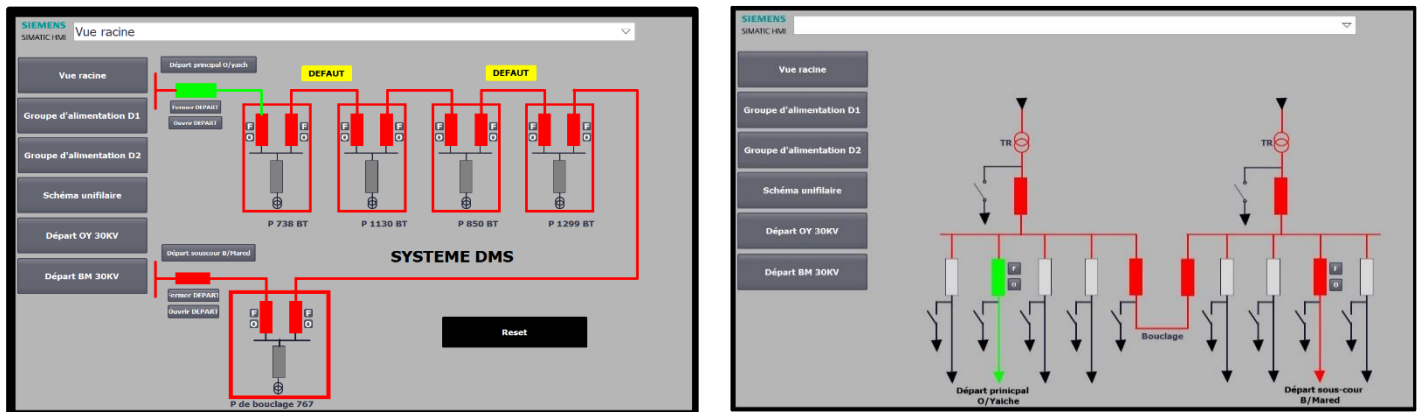 SIEMENS
SIMATIC HMI
Vue racine
Vue racine
Groupe d'alimentation D1
Groupe d'alimentation D2
Schéma unifilaire
Départ OY 30KV
Départ BM 30KV
Départ principal O/yaich
Fermer DEPART
Ouvrir DEPART
DEFAUT
DEFAUT
F
O
F
O
F
O
F
O
F
O
F
O
F
O
F
O
P 738 BT
P 1130 BT
P 850 BT
P 1299 BT
SYSTEME DMS
Départ souscour B/Mared
Fermer DEPART
Ouvrir DEPART
F
O
F
O
P de bouclage 767
Reset
SIEMENS
SIMATIC HMI
Vue racine
Groupe d'alimentation D1
Groupe d'alimentation D2
Schéma unifilaire
Départ OY 30KV
Départ BM 30KV
TR
TR
F
O
F
O
Bouclage
Départ prinicpal
O/Yaiche
Départ sous-cour
B/Mared